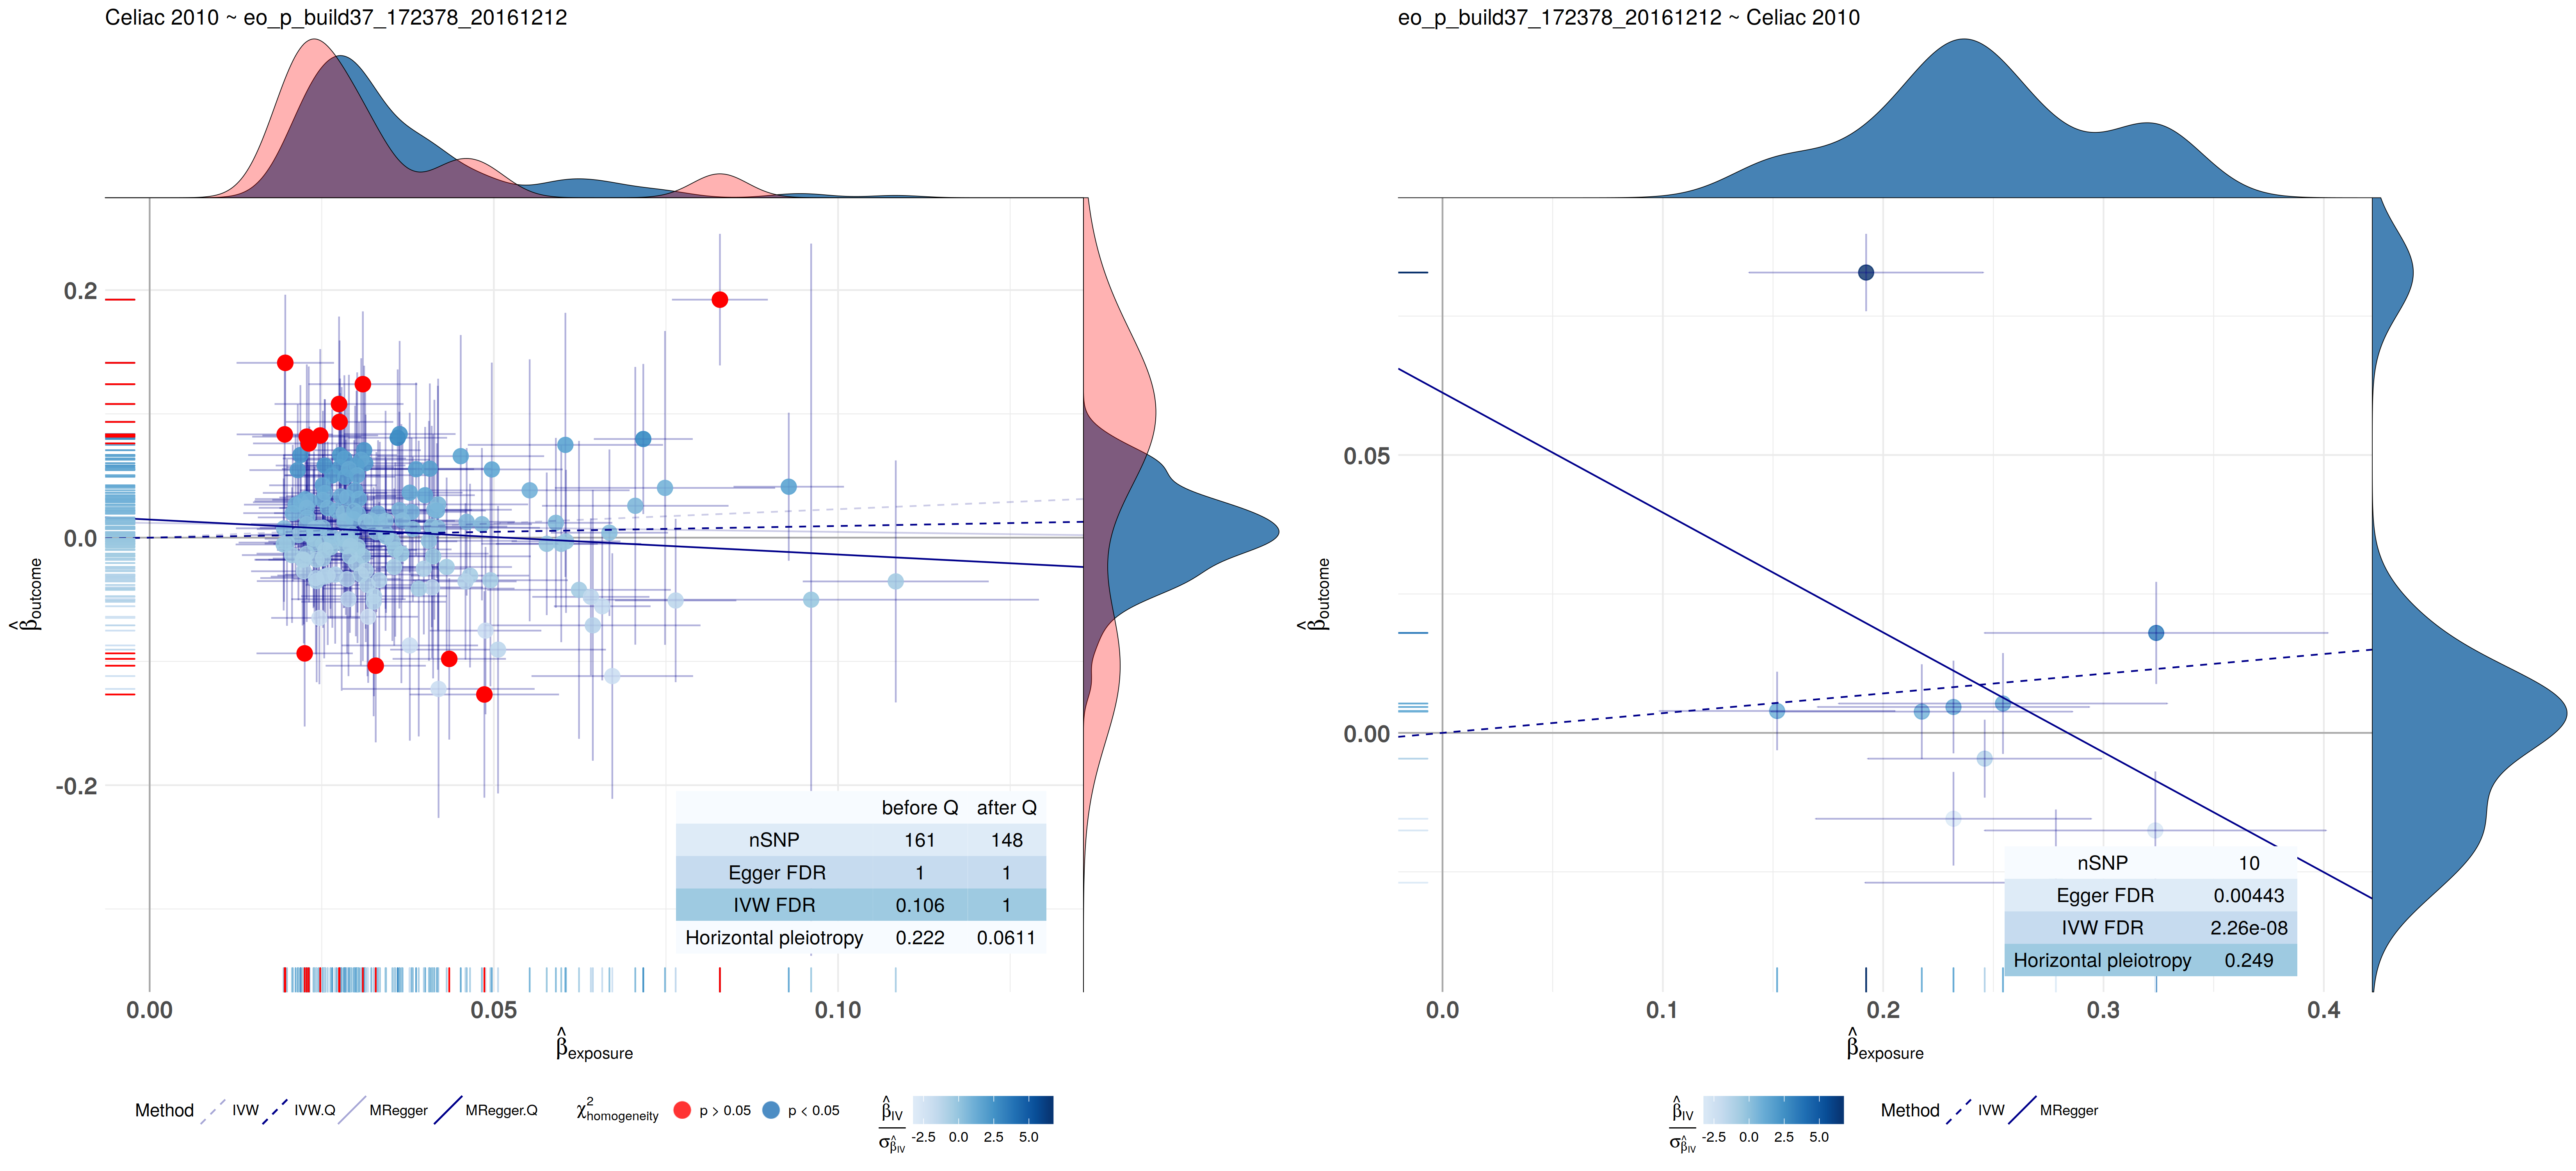 Celiac 2010 ~ eo_p_build37_172378_20161212
0.2
0.0
-0.2
β̂outcome
before Q after Q
nSNP 161 148
Egger FDR 1 1
IVW FDR 0.106 1
Horizontal pleiotropy 0.222 0.0611
0.00 0.05 0.10
β̂exposure
Method IVW IVW.Q MRegger MRegger.Q
χ²homogeneity p > 0.05 p < 0.05
β̂IV
σβ̂IV
-2.5 0.0 2.5 5.0
eo_p_build37_172378_20161212 ~ Celiac 2010
0.05
0.00
β̂outcome
nSNP 10
Egger FDR 0.00443
IVW FDR 2.26e-08
Horizontal pleiotropy 0.249
0.0 0.1 0.2 0.3 0.4
β̂exposure
β̂IV
σβ̂IV
-2.5 0.0 2.5 5.0
Method IVW MRegger